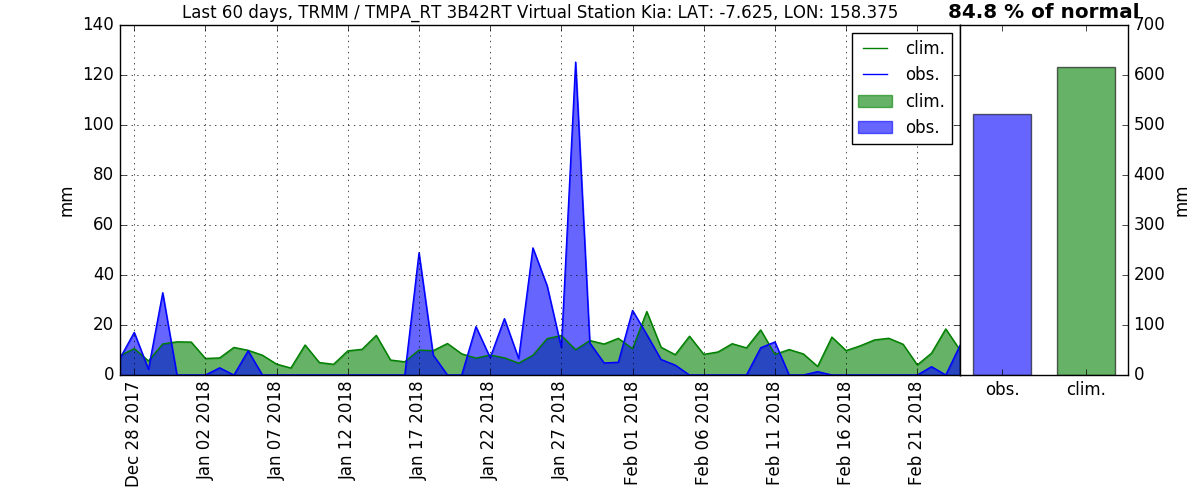 Last 60 days, TRMM / TMPA_RT 3B42RT Virtual Station Kia: LAT: -7.625, LON: 158.375
84.8 % of normal
140
120
100
80
60
40
20
0
mm
clim.
obs.
clim.
obs.
700
600
500
400
300
200
100
0
mm
Dec 28 2017
Jan 02 2018
Jan 07 2018
Jan 12 2018
Jan 17 2018
Jan 22 2018
Jan 27 2018
Feb 01 2018
Feb 06 2018
Feb 11 2018
Feb 16 2018
Feb 21 2018
obs.
clim.